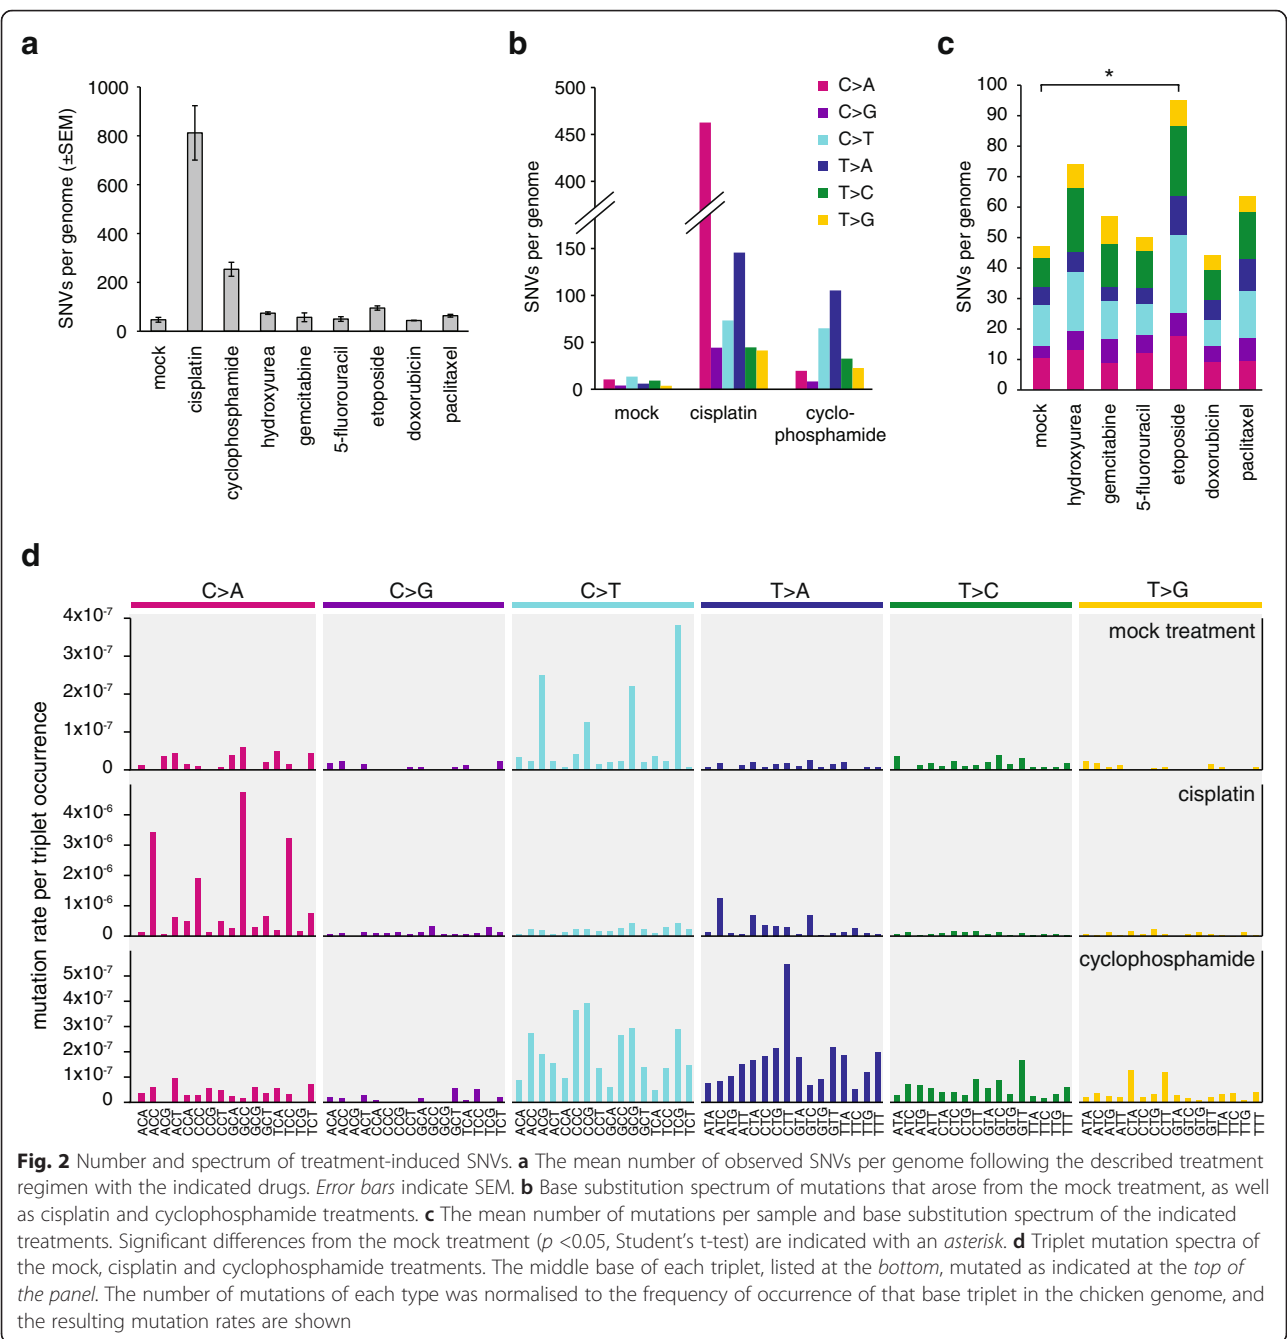 a
SNVs per genome (±SEM)
1000
800
600
400
200
0
mock
cisplatin
cyclophosphamide
hydroxyurea
gemcitabine
5-fluorouracil
etoposide
doxorubicin
paclitaxel
b
SNVs per genome
500
450
400
150
100
50
0
mock
cisplatin
cyclo-
phosphamide
C>A
C>G
C>T
T>A
T>C
T>G
c
SNVs per genome
100
90
80
70
60
50
40
30
20
10
0
*
mock
hydroxyurea
gemcitabine
5-fluorouracil
etoposide
doxorubicin
paclitaxel
d
C>A C>G C>T T>A T>C T>G
mutation rate per triplet occurrence
4x10-7
3x10-7
2x10-7
1x10-7
0
mock treatment
4x10-6
3x10-6
2x10-6
1x10-6
0
cisplatin
5x10-7
4x10-7
3x10-7
2x10-7
1x10-7
0
cyclophosphamide
Fig. 2 Number and spectrum of treatment-induced SNVs. a The mean number of observed SNVs per genome following the described treatment
regimen with the indicated drugs. Error bars indicate SEM. b Base substitution spectrum of mutations that arose from the mock treatment, as well
as cisplatin and cyclophosphamide treatments. c The mean number of mutations per sample and base substitution spectrum of the indicated
treatments. Significant differences from the mock treatment (p <0.05, Student's t-test) are indicated with an asterisk. d Triplet mutation spectra of
the mock, cisplatin and cyclophosphamide treatments. The middle base of each triplet, listed at the bottom, mutated as indicated at the top of
the panel. The number of mutations of each type was normalised to the frequency of occurrence of that base triplet in the chicken genome, and
the resulting mutation rates are shown